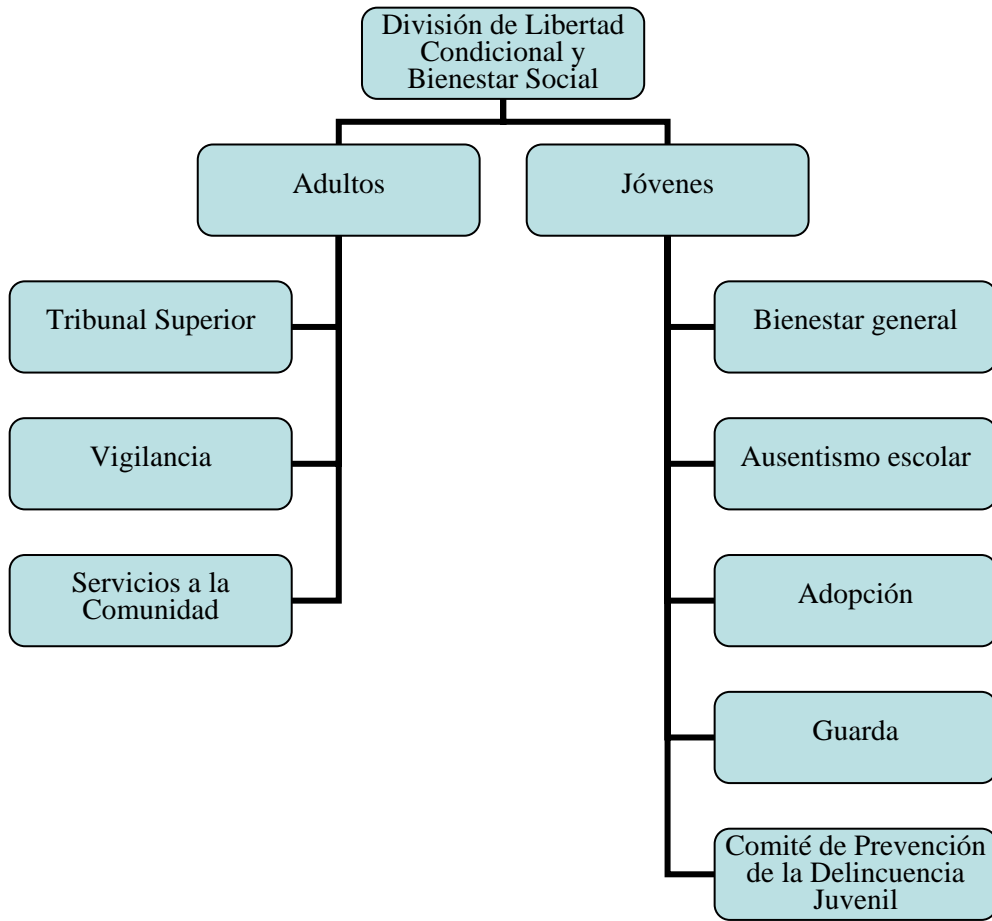 División de Libertad
Condicional y
Bienestar Social
Adultos
Jóvenes
Tribunal Superior
Bienestar general
Vigilancia
Ausentismo escolar
Servicios a la
Comunidad
Adopción
Guarda
Comité de Prevención
de la Delincuencia
Juvenil